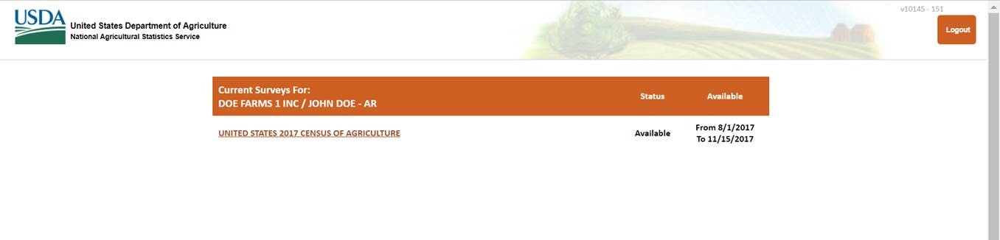 v10145 - 151
USDA
United States Department of Agriculture
National Agricultural Statistics Service
Logout
Current Surveys For:
DOE FARMS 1 INC / JOHN DOE - AR
Status
Available
UNITED STATES 2017 CENSUS OF AGRICULTURE
Available
From 8/1/2017
To 11/15/2017